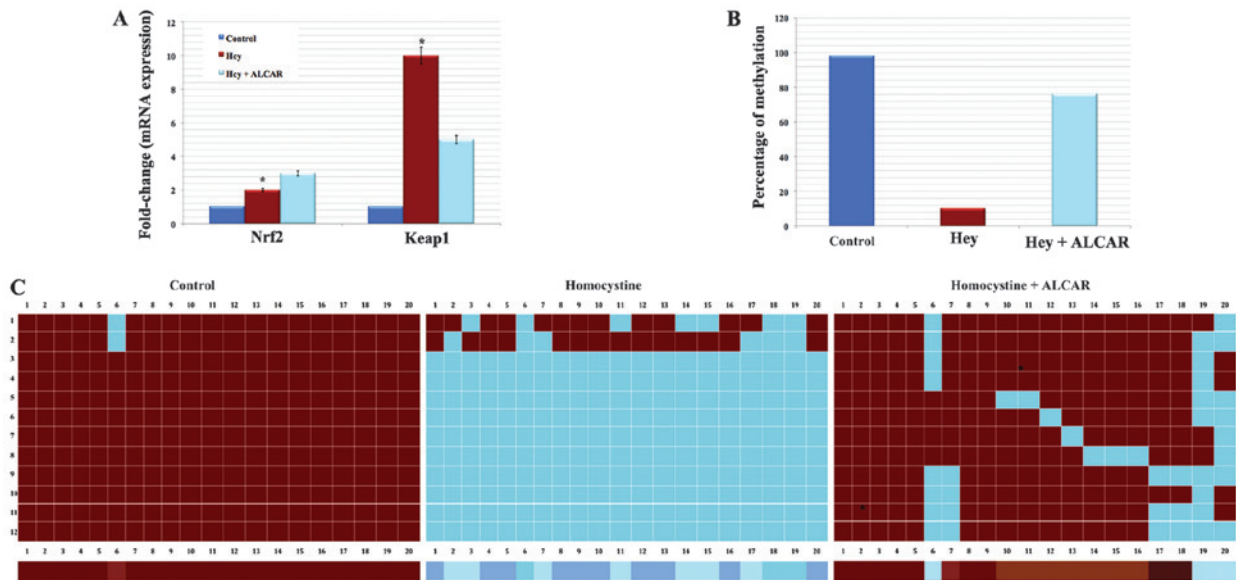 A
Fold-change (mRNA expression)
12
10
8
6
4
2
0
Control
Hcy
Hcy + ALCAR
*
*
Nrf2
Keap1
B
Percentage of methylation
120
100
80
60
40
20
0
Control
Hcy
Hcy + ALCAR
C
Control
Homocystine
Homocystine + ALCAR
1 2 3 4 5 6 7 8 9 10 11 12 13 14 15 16 17 18 19 20
1 2 3 4 5 6 7 8 9 10 11 12 13 14 15 16 17 18 19 20
1 2 3 4 5 6 7 8 9 10 11 12 13 14 15 16 17 18 19 20
1
2
3
4
5
6
7
8
9
10
11
12
1 2 3 4 5 6 7 8 9 10 11 12 13 14 15 16 17 18 19 20
1 2 3 4 5 6 7 8 9 10 11 12 13 14 15 16 17 18 19 20
1 2 3 4 5 6 7 8 9 10 11 12 13 14 15 16 17 18 19 20